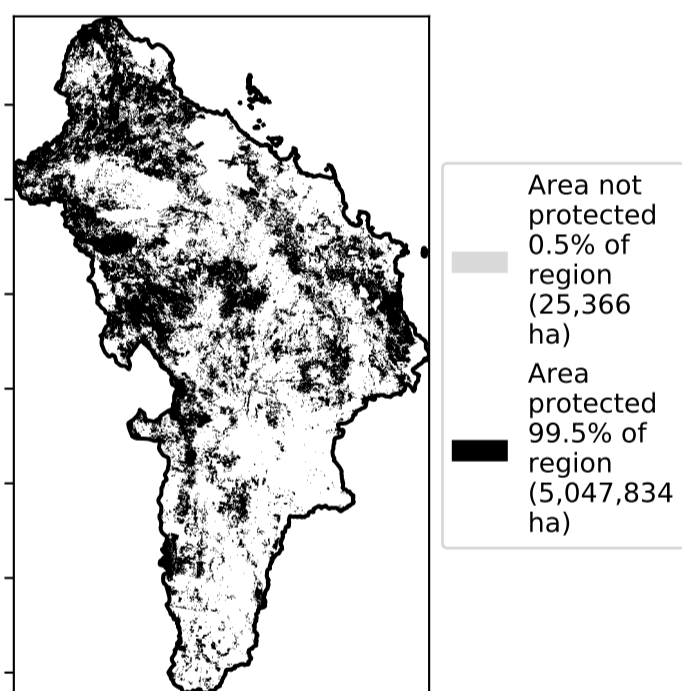 Area not
protected
0.5% of
region
(25,366
ha)
Area
protected
99.5% of
region
(5,047,834
ha)